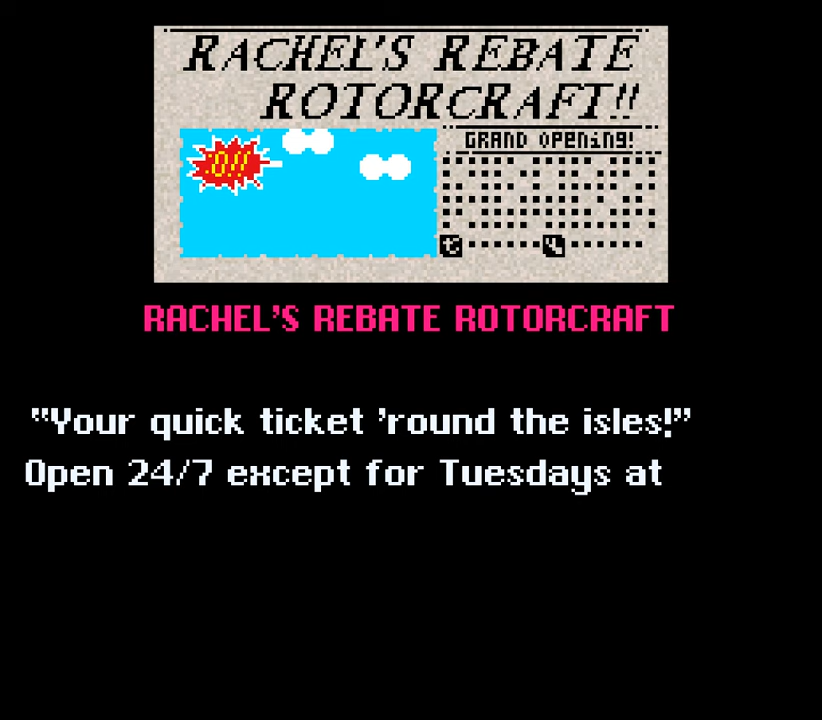 RACHEL'S REBATE
ROTORCRAFT!!
GRAND OPENING!
RACHEL'S REBATE ROTORCRAFT
"Your quick ticket 'round the isles!"
Open 24/7 except for Tuesdays at